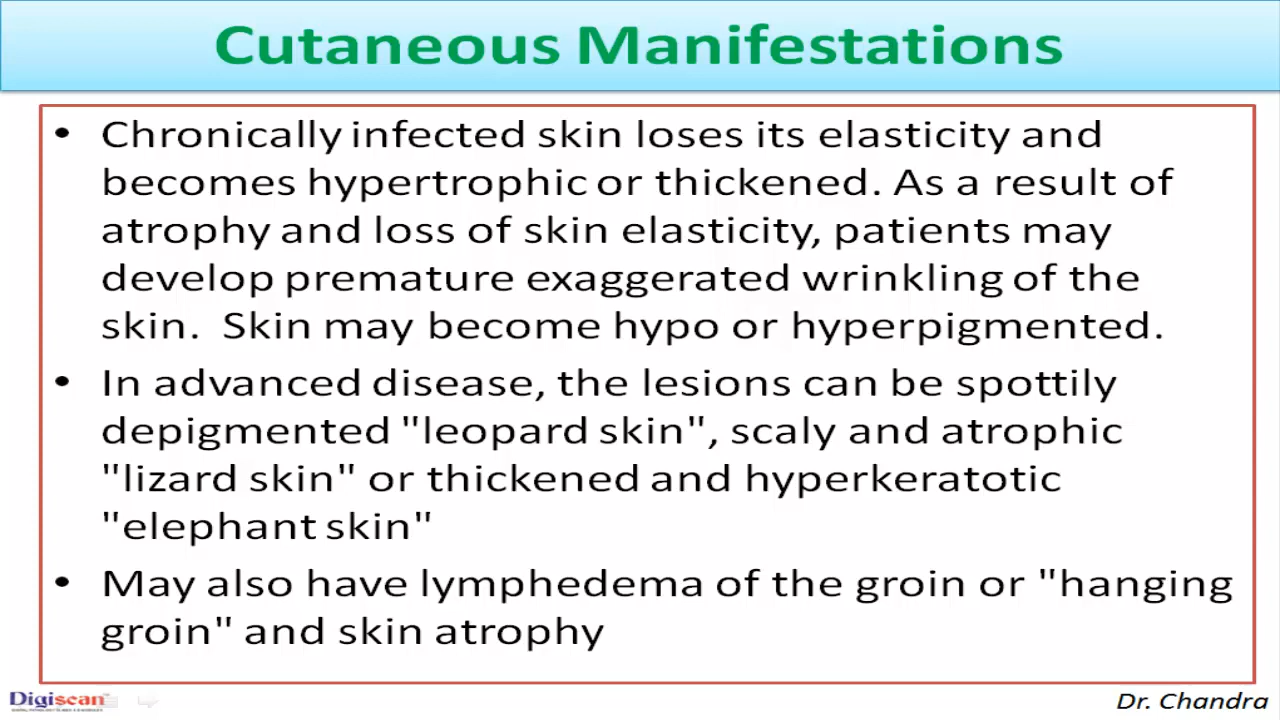 Cutaneous Manifestations
• Chronically infected skin loses its elasticity and
becomes hypertrophic or thickened. As a result of
atrophy and loss of skin elasticity, patients may
develop premature exaggerated wrinkling of the
skin.  Skin may become hypo or hyperpigmented.
• In advanced disease, the lesions can be spottily
depigmented "leopard skin", scaly and atrophic
"lizard skin" or thickened and hyperkeratotic
"elephant skin"
• May also have lymphedema of the groin or "hanging
groin" and skin atrophy
Digiscan
Dr. Chandra